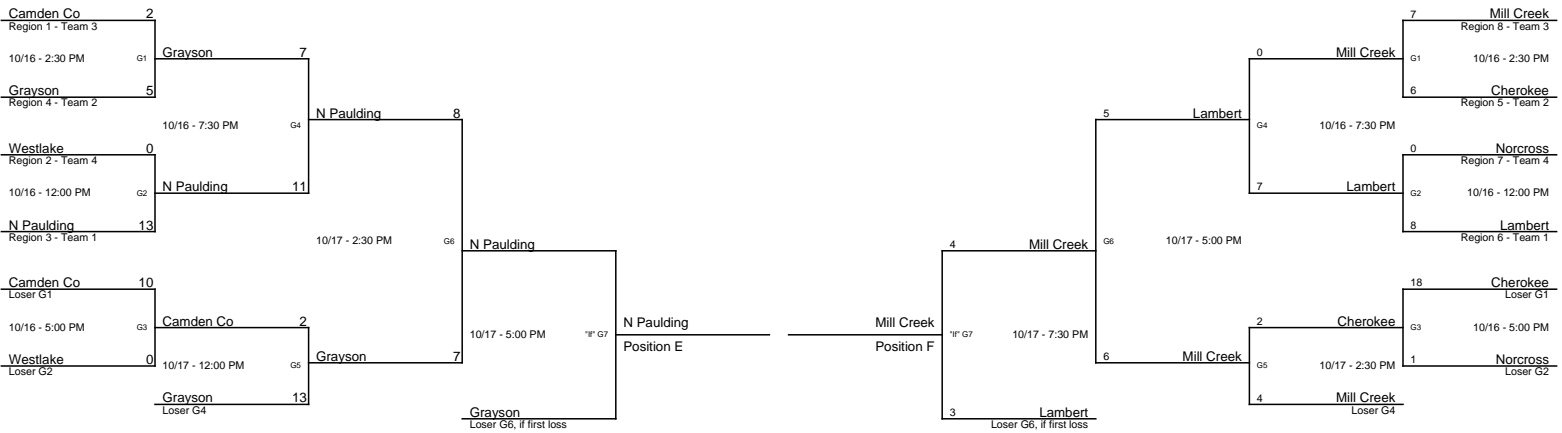 Camden Co 2
Region 1 - Team 3
10/16 - 2:30 PM G1
Grayson 7
Grayson 5
Region 4 - Team 2
10/16 - 7:30 PM G4
N Paulding 8
Westlake 0
Region 2 - Team 4
10/16 - 12:00 PM G2
N Paulding 11
N Paulding 13
Region 3 - Team 1
10/17 - 2:30 PM G6
N Paulding
Camden Co 10
Loser G1
10/16 - 5:00 PM G3
Camden Co 2
Westlake 0
Loser G2
10/17 - 12:00 PM G5
Grayson 7
Grayson 13
Loser G4
10/17 - 5:00 PM "If" G7
N Paulding
Position E
Grayson
Loser G6, if first loss
7 Mill Creek
Region 8 - Team 3
G1 10/16 - 2:30 PM
0 Mill Creek
6 Cherokee
Region 5 - Team 2
G4 10/16 - 7:30 PM
5 Lambert
0 Norcross
Region 7 - Team 4
G2 10/16 - 12:00 PM
7 Lambert
8 Lambert
Region 6 - Team 1
G6 10/17 - 5:00 PM
4 Mill Creek
18 Cherokee
Loser G1
G3 10/16 - 5:00 PM
2 Cherokee
1 Norcross
Loser G2
G5 10/17 - 2:30 PM
6 Mill Creek
4 Mill Creek
Loser G4
"If" G7 10/17 - 7:30 PM
Mill Creek
Position F
3 Lambert
Loser G6, if first loss